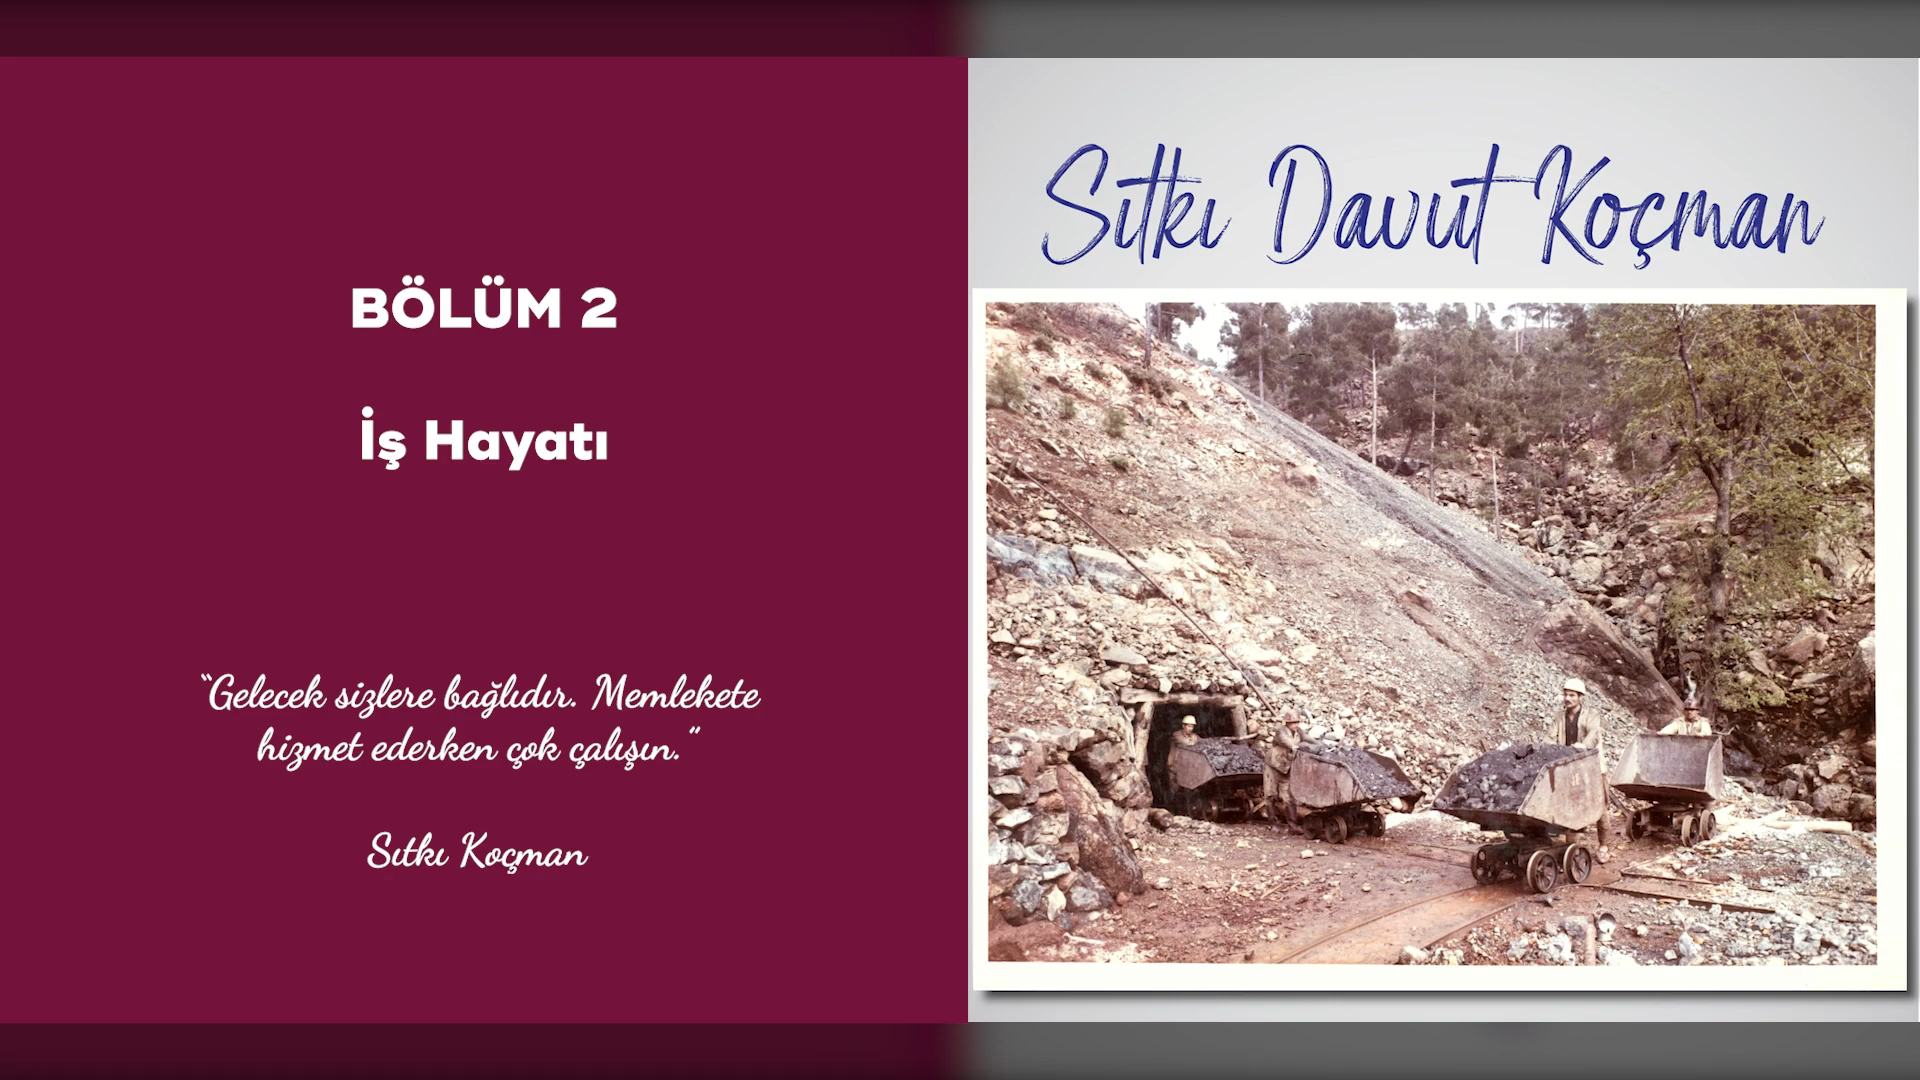 BÖLÜM 2
İş Hayatı
“Gelecek sizlere bağlıdır. Memlekete
hizmet ederken çok çalışın.”
Sıtkı Koçman
Sıtkı Davut Koçman